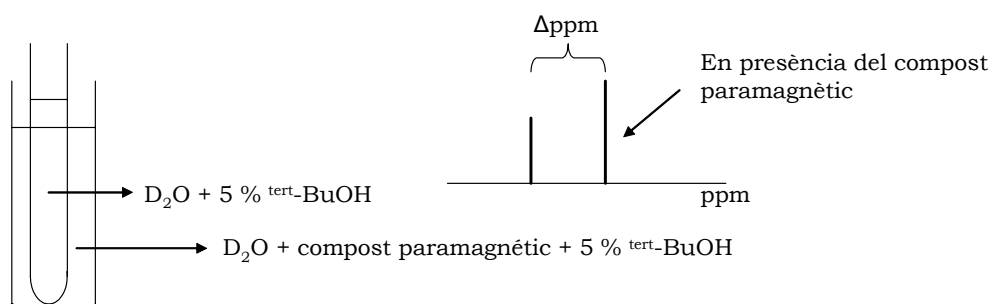 Δppm
En presència del compost
paramagnètic
ppm
D₂O + 5 % ᵗᵉʳᵗ-BuOH
D₂O + compost paramagnétic + 5 % ᵗᵉʳᵗ-BuOH